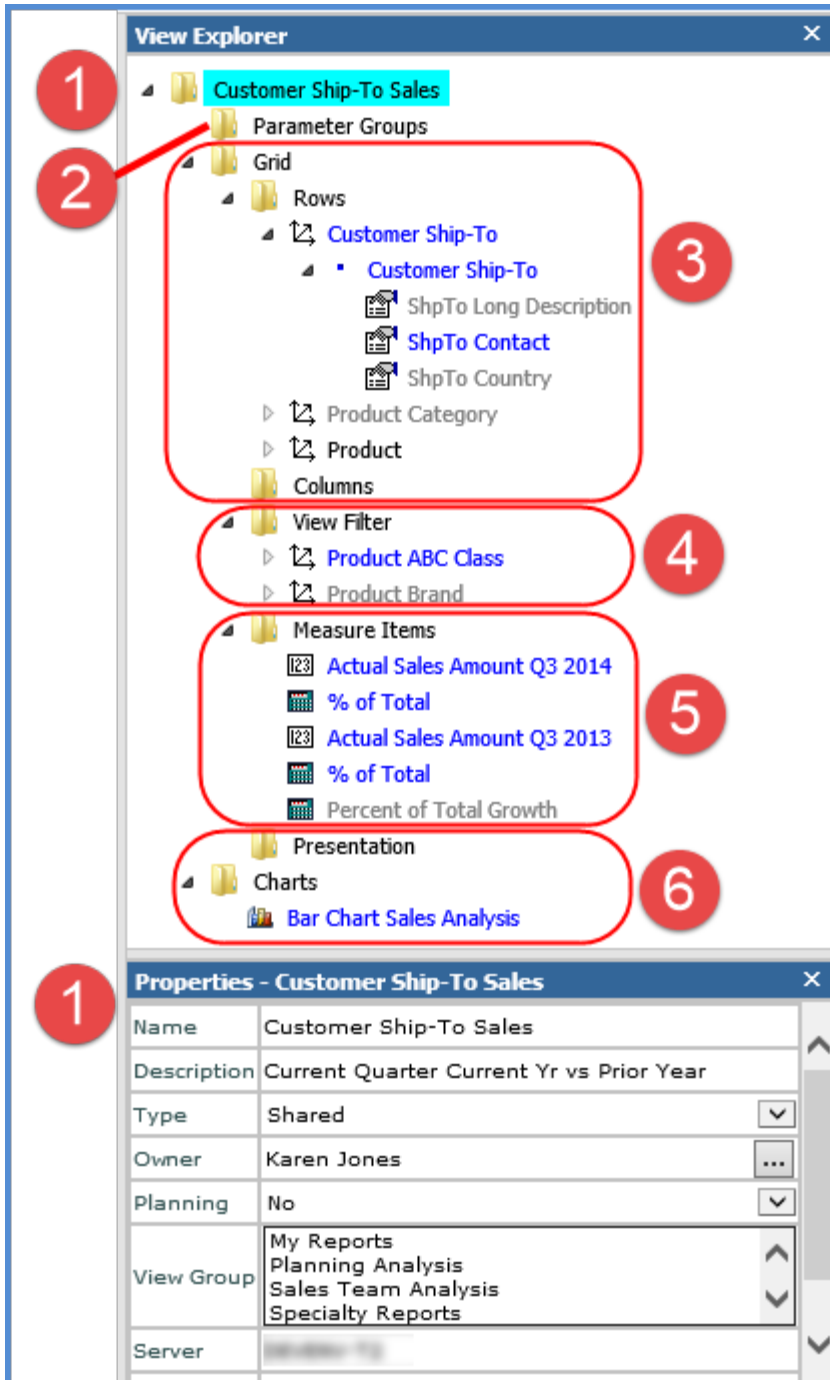 View Explorer
1
Customer Ship-To Sales
Parameter Groups
2
Grid
Rows
Customer Ship-To
3
Customer Ship-To
ShpTo Long Description
ShpTo Contact
ShpTo Country
Product Category
Product
Columns
View Filter
4
Product ABC Class
Product Brand
Measure Items
123 Actual Sales Amount Q3 2014
% of Total
5
123 Actual Sales Amount Q3 2013
% of Total
Percent of Total Growth
Presentation
6
Charts
Bar Chart Sales Analysis
1
Properties - Customer Ship-To Sales
Name Customer Ship-To Sales
Description Current Quarter Current Yr vs Prior Year
Type Shared
Owner Karen Jones ...
Planning No
View Group
My Reports
Planning Analysis
Sales Team Analysis
Specialty Reports
Server